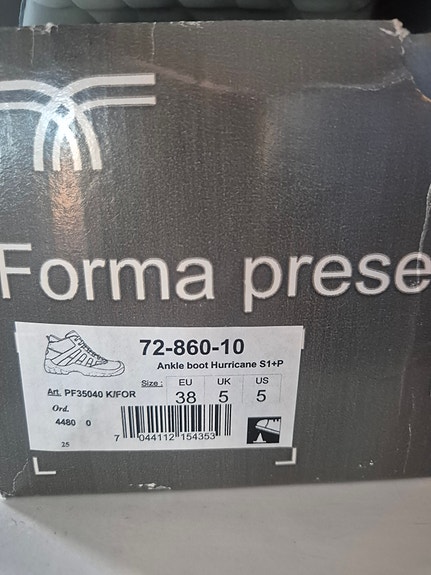 Forma prese
72-860-10
Ankle boot Hurricane S1+P
Size : EU UK US
Art. PF35040 K/FOR 38 5 5
Ord.
4480 0
7 044112 154353
25